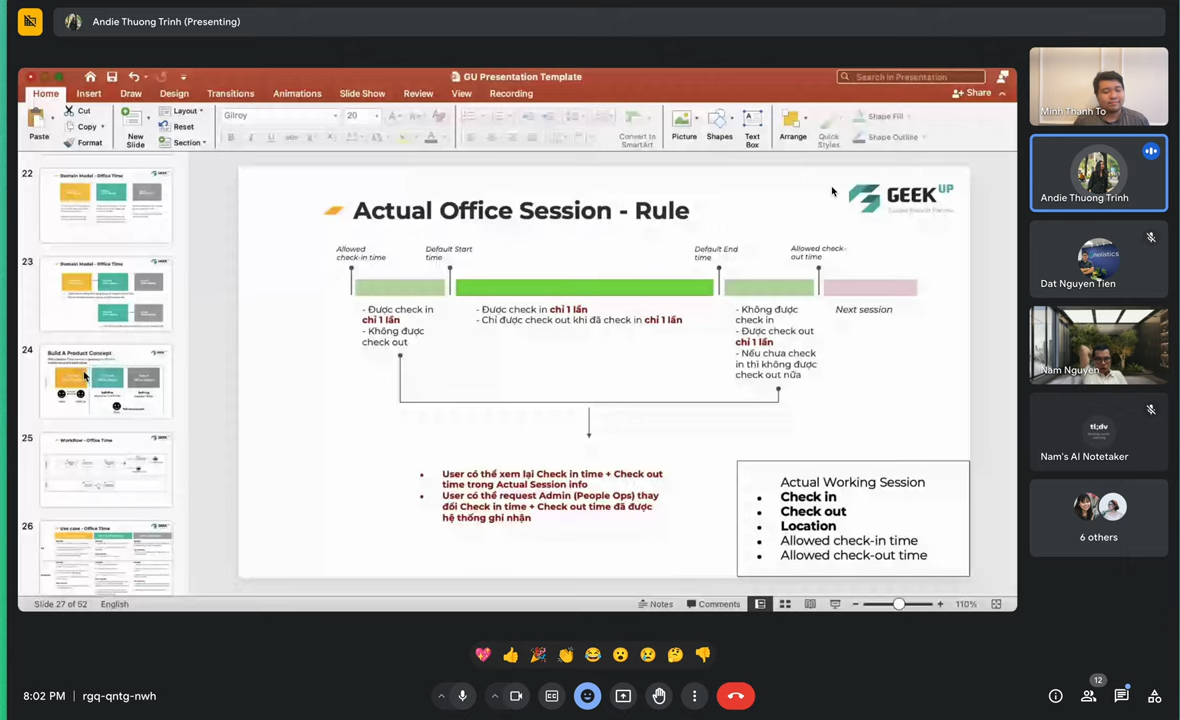 Andie Thuong Trinh (Presenting)
GU Presentation Template
Search in Presentation
Home
Insert
Draw
Design
Transitions
Animations
Slide Show
Review
View
Recording
Share
Paste
Cut
Copy
Format
New
Slide
Layout
Reset
Section
Gilroy
20
Convert to
SmartArt
Picture
Shapes
Text
Box
Arrange
Quick
Styles
Shape Fill
Shape Outline
22
Domain Model - Office Time
23
Domain Model - Office Time
24
Build A Product Concept
25
Workflow - Office Time
26
Use case - Office Time
Actual Office Session - Rule
GEEK UP
Allowed
check-in time
Default Start
time
Default End
time
Allowed check-
out time
- Được check in
chỉ 1 lần
- Không được
check out
- Được check in chỉ 1 lần
- Chỉ được check out khi đã check in chỉ 1 lần
- Không được
check in
- Được check out
chỉ 1 lần
- Nếu chưa check
in thì không được
check out nữa
Next session
• User có thể xem lại Check in time + Check out
time trong Actual Session info
• User có thể request Admin (People Ops) thay
đổi Check in time + Check out time đã được
hệ thống ghi nhận
Actual Working Session
• Check in
• Check out
• Location
• Allowed check-in time
• Allowed check-out time
Slide 27 of 52
English
Notes
Comments
110%
Minh Thanh To
Andie Thuong Trinh
holistics
Dat Nguyen Tien
Nam Nguyen
tl;dv
Nam's AI Notetaker
6 others
8:02 PM | rgq-qntg-nwh
12